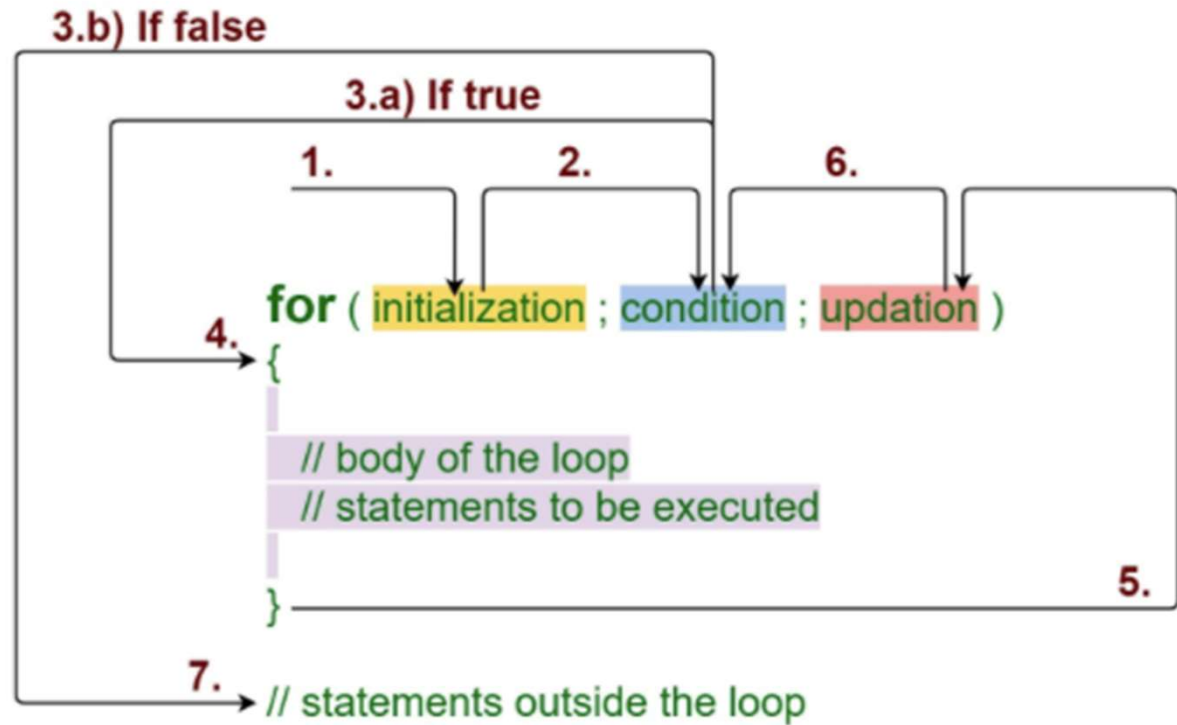 3.b) If false
3.a) If true
1. 2. 6.
for ( initialization ; condition ; updation )
4.
{
// body of the loop
// statements to be executed
5.
}
7.
// statements outside the loop